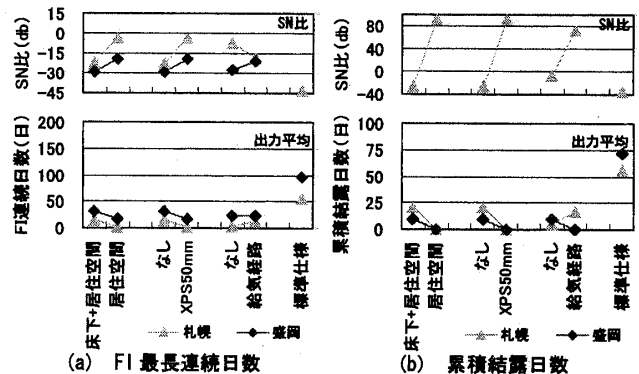 SN比(db)
15
0
-15
-30
-45
SN比
FI連続日数(日)
200
150
100
50
0
出力平均
床下+居住空間
居住空間
なし
XPS50mm
なし
給気経路
標準仕様
札幌
盛岡
(a) FI 最長連続日数
SN比(db)
80
40
0
-40
SN比
累積結露日数(日)
100
75
50
25
0
出力平均
床下+居住空間
居住空間
なし
XPS50mm
なし
給気経路
標準仕様
札幌
盛岡
(b) 累積結露日数